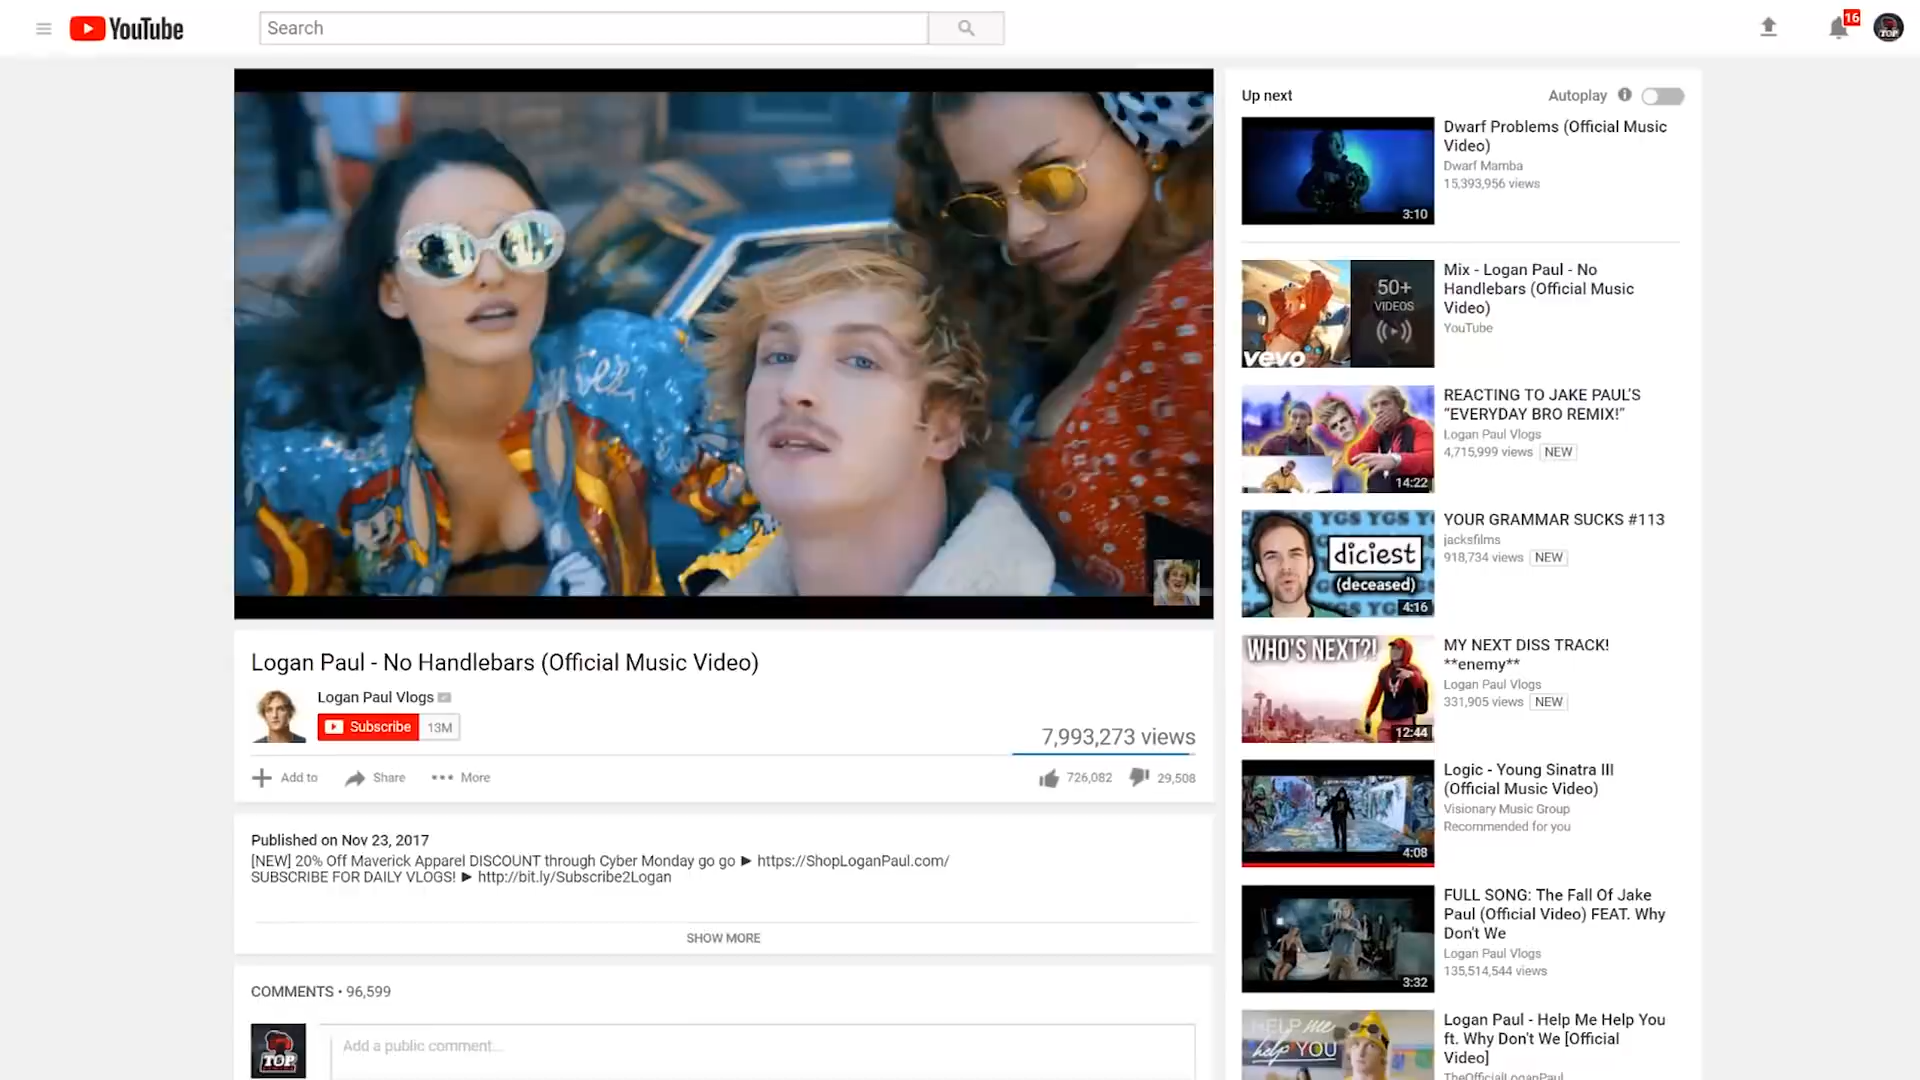 YouTube
Search
16
TOP
Up next
Autoplay
Dwarf Problems (Official Music
Video)
Dwarf Mamba
15,393,956 views
3:10
50+
VIDEOS
vevo
Mix - Logan Paul - No
Handlebars (Official Music
Video)
YouTube
REACTING TO JAKE PAUL'S
“EVERYDAY BRO REMIX!”
Logan Paul Vlogs
4,715,999 views NEW
14:22
YGS YGS YGS
diciest
(deceased)
4:16
YOUR GRAMMAR SUCKS #113
jacksfilms
918,734 views NEW
WHO'S NEXT?!
12:44
MY NEXT DISS TRACK!
**enemy**
Logan Paul Vlogs
331,905 views NEW
4:08
Logic - Young Sinatra III
(Official Music Video)
Visionary Music Group
Recommended for you
3:32
FULL SONG: The Fall Of Jake
Paul (Official Video) FEAT. Why
Don't We
Logan Paul Vlogs
135,514,544 views
HELP me
help YOU
Logan Paul - Help Me Help You
ft. Why Don't We [Official
Video]
TheOfficialLoganPaul
Logan Paul - No Handlebars (Official Music Video)
Logan Paul Vlogs
Subscribe 13M
7,993,273 views
Add to Share More
726,082 29,508
Published on Nov 23, 2017
[NEW] 20% Off Maverick Apparel DISCOUNT through Cyber Monday go go ► https://ShopLoganPaul.com/
SUBSCRIBE FOR DAILY VLOGS! ► http://bit.ly/Subscribe2Logan
SHOW MORE
COMMENTS • 96,599
TOP
Add a public comment...